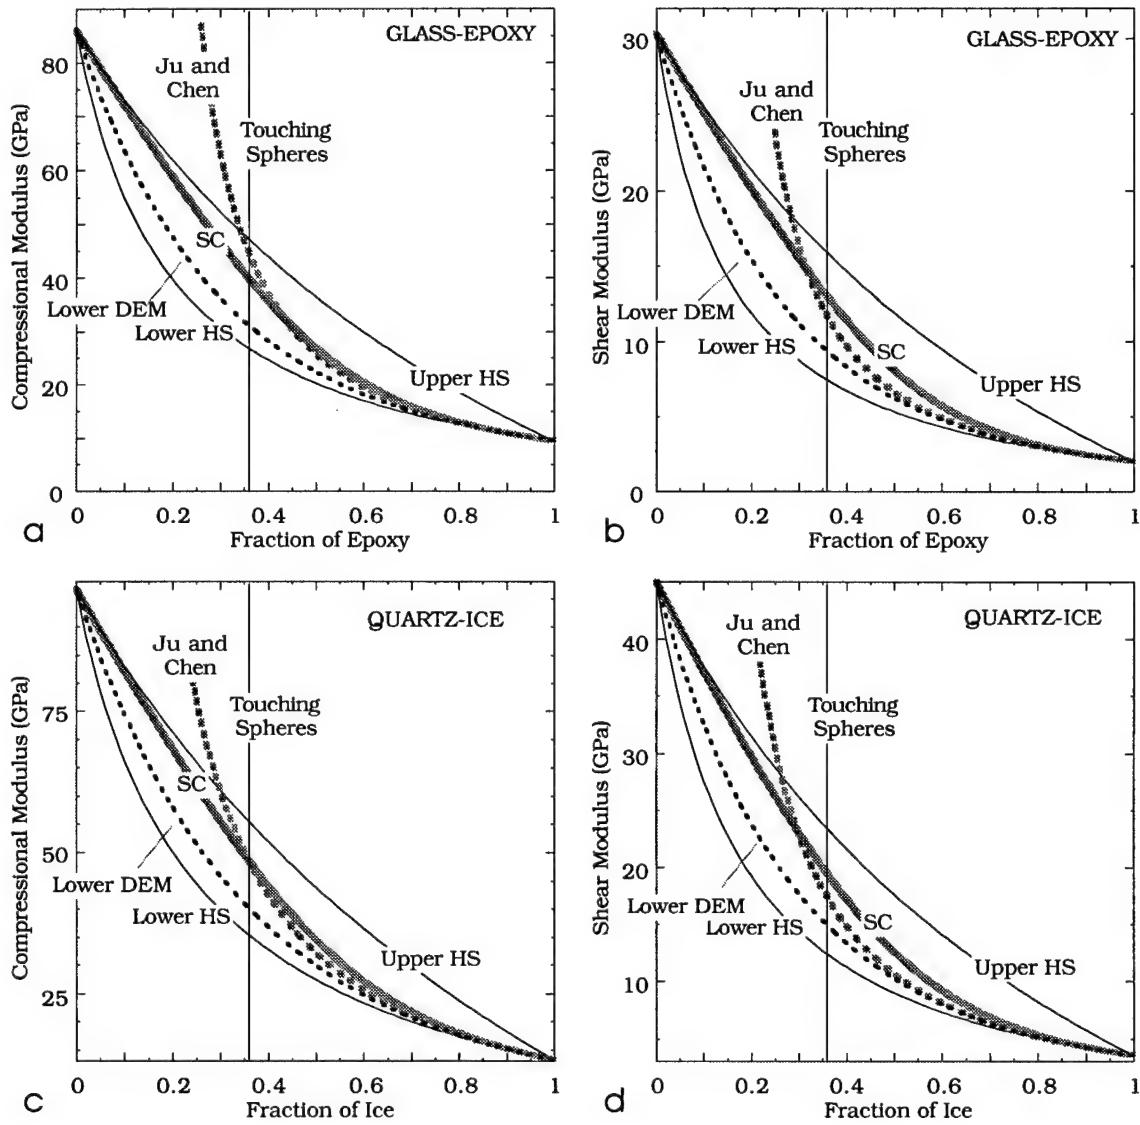 GLASS-EPOXY
Ju and
Chen
Touching
Spheres
SC
Lower DEM
Lower HS
Upper HS
80
60
40
20
0
0 0.2 0.4 0.6 0.8 1
Compressional Modulus (GPa)
Fraction of Epoxy
a
GLASS-EPOXY
Ju and
Chen
Touching
Spheres
Lower DEM
Lower HS
SC
Upper HS
30
20
10
0
0 0.2 0.4 0.6 0.8 1
Shear Modulus (GPa)
Fraction of Epoxy
b
QUARTZ-ICE
Ju and
Chen
Touching
Spheres
SC
Lower DEM
Lower HS
Upper HS
75
50
25
0 0.2 0.4 0.6 0.8 1
Compressional Modulus (GPa)
Fraction of Ice
c
QUARTZ-ICE
Ju and
Chen
Touching
Spheres
Lower DEM
Lower HS
SC
Upper HS
40
30
20
10
0 0.2 0.4 0.6 0.8 1
Shear Modulus (GPa)
Fraction of Ice
d